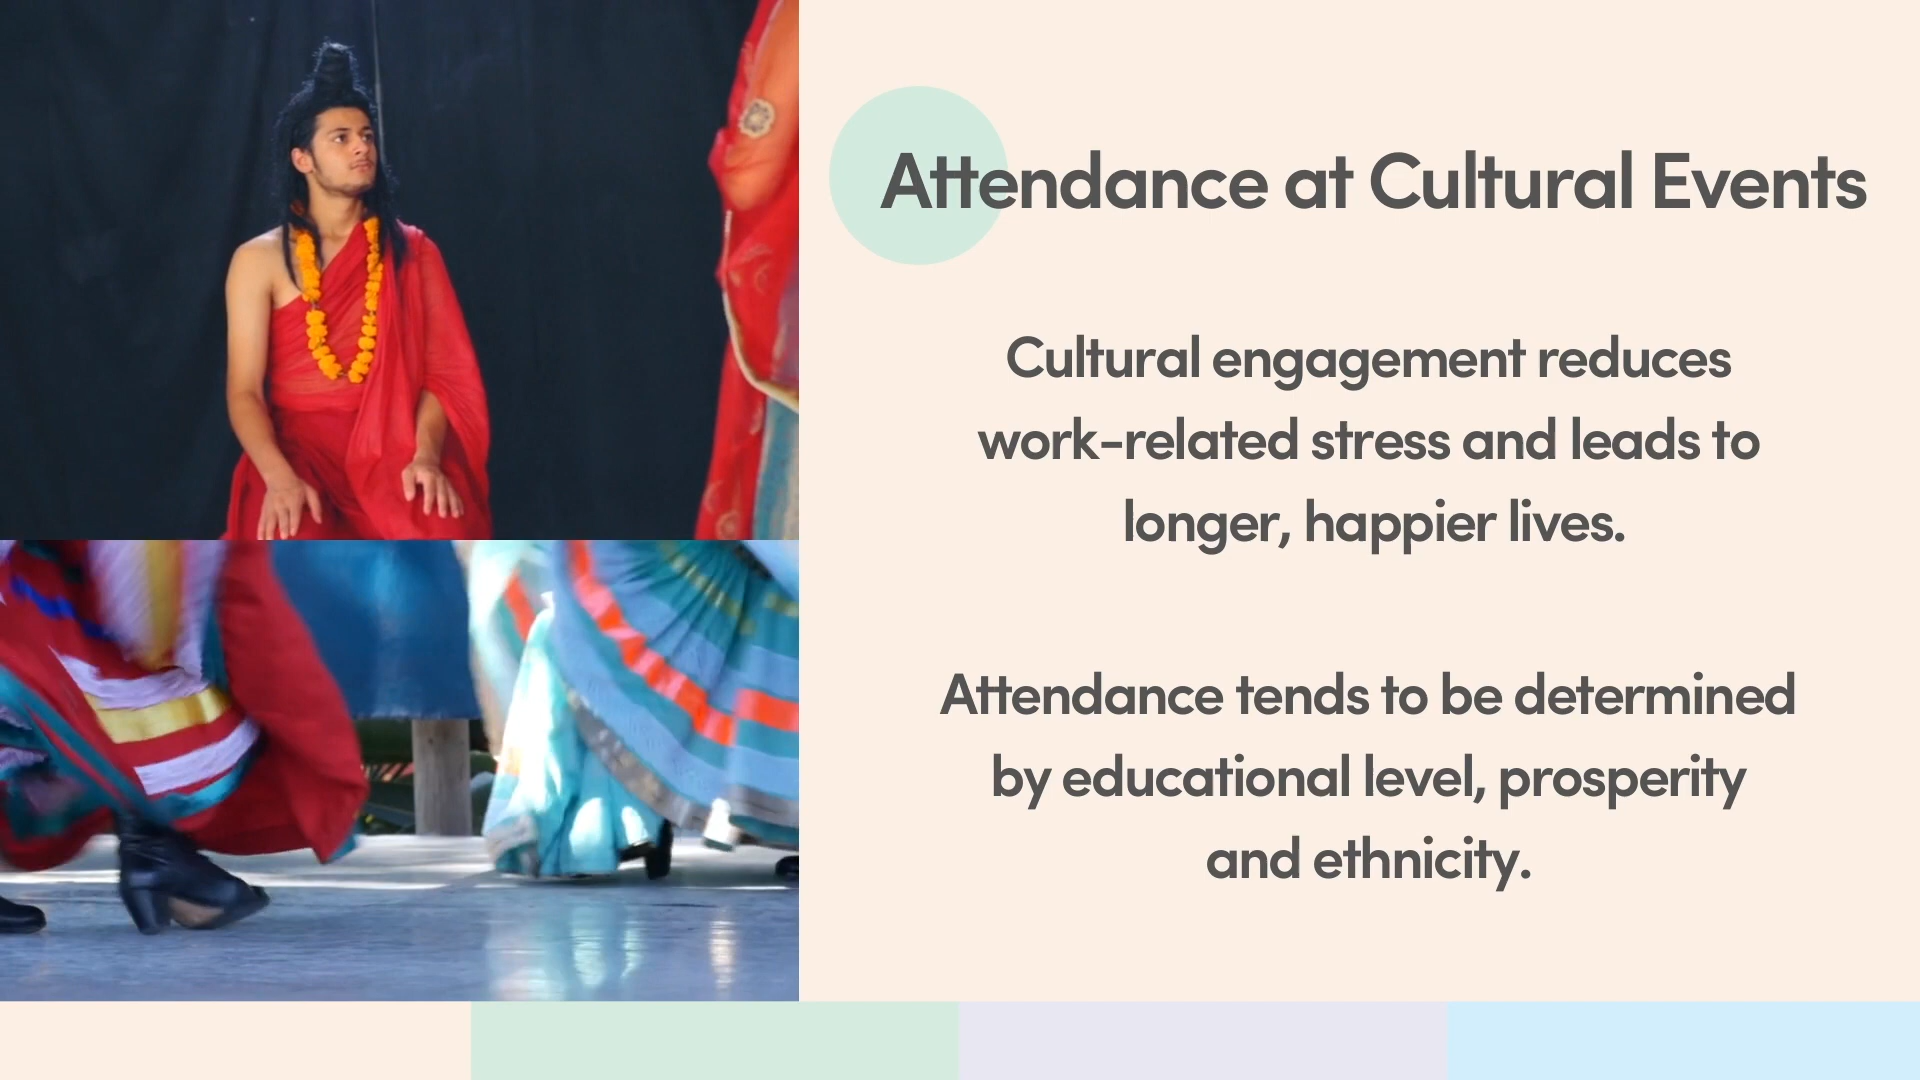 Attendance at Cultural Events
Cultural engagement reduces
work-related stress and leads to
longer, happier lives.
Attendance tends to be determined
by educational level, prosperity
and ethnicity.